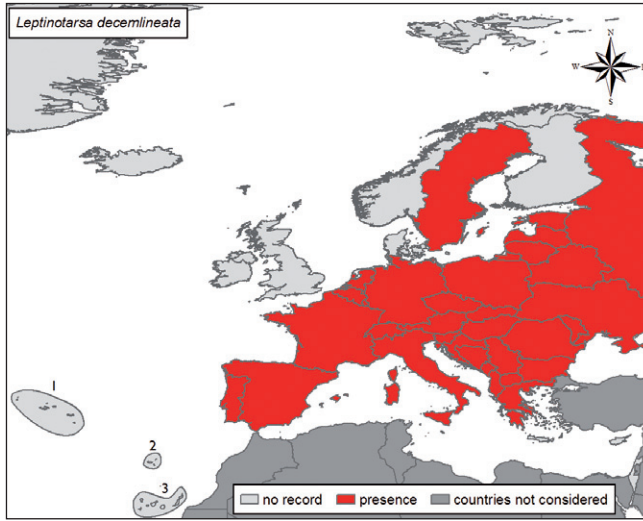 Leptinotarsa decemlineata
N
W E
S
1
2
3
no record presence countries not considered